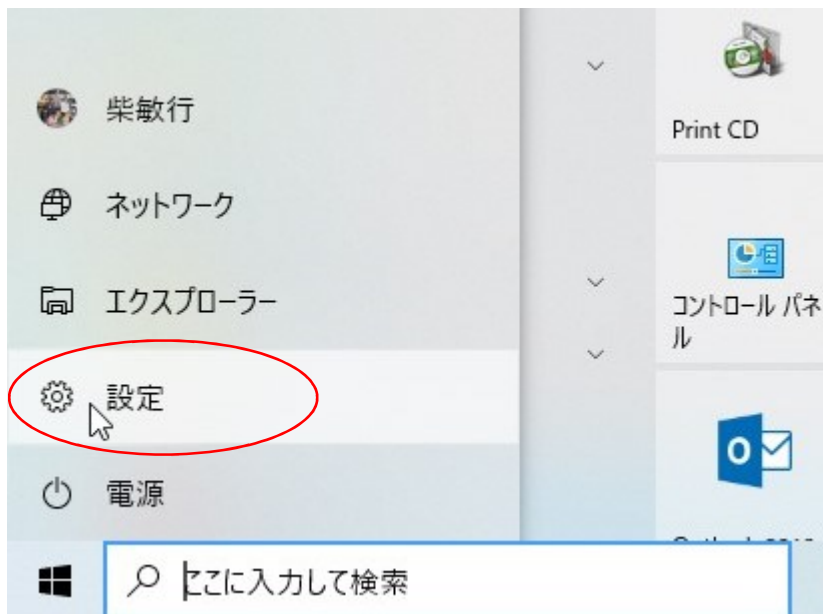 柴敏行
ネットワーク
エクスプローラー
設定
電源
ここに入力して検索
Print CD
コントロール パネ
ル